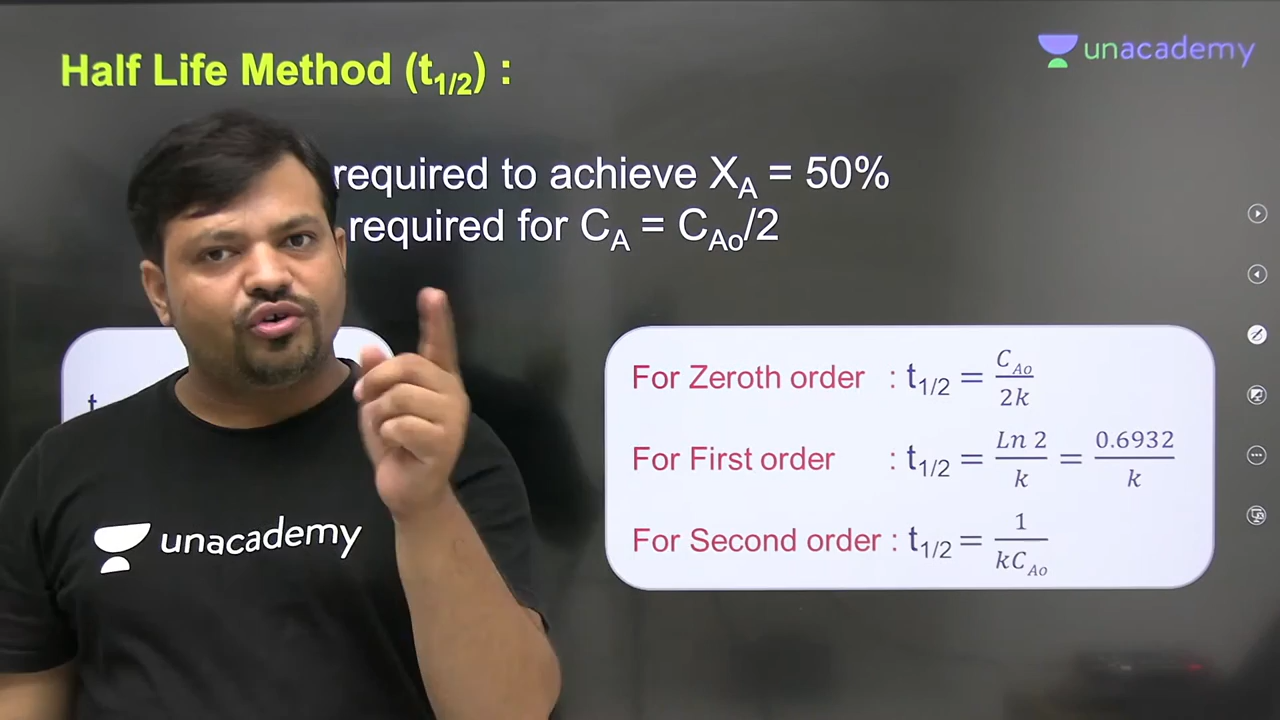 Half Life Method (t1/2) :
unacademy
required to achieve XA = 50%
required for CA = CAo/2
t
For Zeroth order : t1/2 = CAo/2k
For First order : t1/2 = Ln 2/k = 0.6932/k
For Second order : t1/2 = 1/kCAo
unacademy